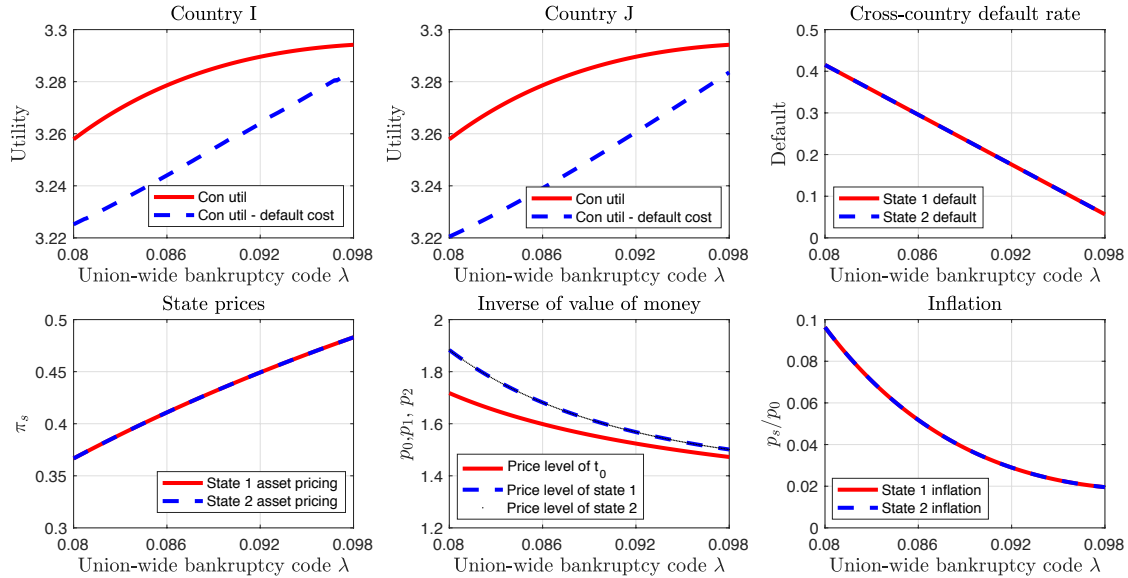 Country I
3.3
3.28
3.26
3.24
3.22
Utility
Con util
Con util - default cost
0.08 0.086 0.092 0.098
Union-wide bankruptcy code λ
Country J
3.3
3.28
3.26
3.24
3.22
Utility
Con util
Con util - default cost
0.08 0.086 0.092 0.098
Union-wide bankruptcy code λ
Cross-country default rate
0.5
0.4
0.3
0.2
0.1
0
Default
State 1 default
State 2 default
0.08 0.086 0.092 0.098
Union-wide bankruptcy code λ
State prices
0.5
0.45
0.4
0.35
0.3
π_s
State 1 asset pricing
State 2 asset pricing
0.08 0.086 0.092 0.098
Union-wide bankruptcy code λ
Inverse of value of money
2
1.8
1.6
1.4
1.2
p_0,p_1, p_2
Price level of t_0
Price level of state 1
Price level of state 2
0.08 0.086 0.092 0.098
Union-wide bankruptcy code λ
Inflation
0.1
0.08
0.06
0.04
0.02
0
p_s/p_0
State 1 inflation
State 2 inflation
0.08 0.086 0.092 0.098
Union-wide bankruptcy code λ